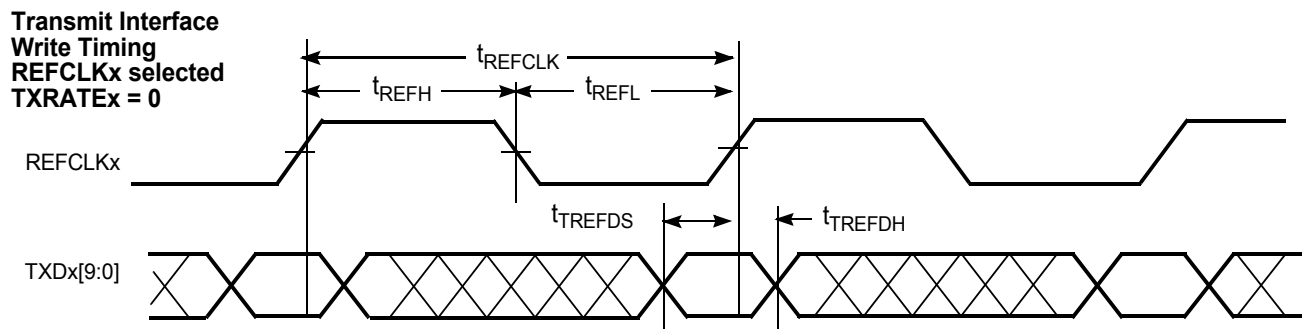 Transmit Interface
Write Timing
REFCLKx selected
TXRATEx = 0
tREFCLK
tREFH
tREFL
REFCLKx
tTREFDS
tTREFDH
TXDx[9:0]